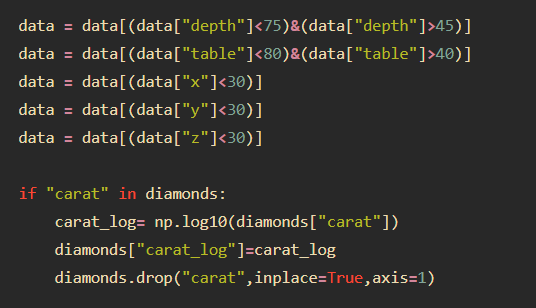 data = data[(data["depth"]<75)&(data["depth"]>45)]
data = data[(data["table"]<80)&(data["table"]>40)]
data = data[(data["x"]<30)]
data = data[(data["y"]<30)]
data = data[(data["z"]<30)]
if "carat" in diamonds:
    carat_log= np.log10(diamonds["carat"])
    diamonds["carat_log"]=carat_log
    diamonds.drop("carat",inplace=True,axis=1)